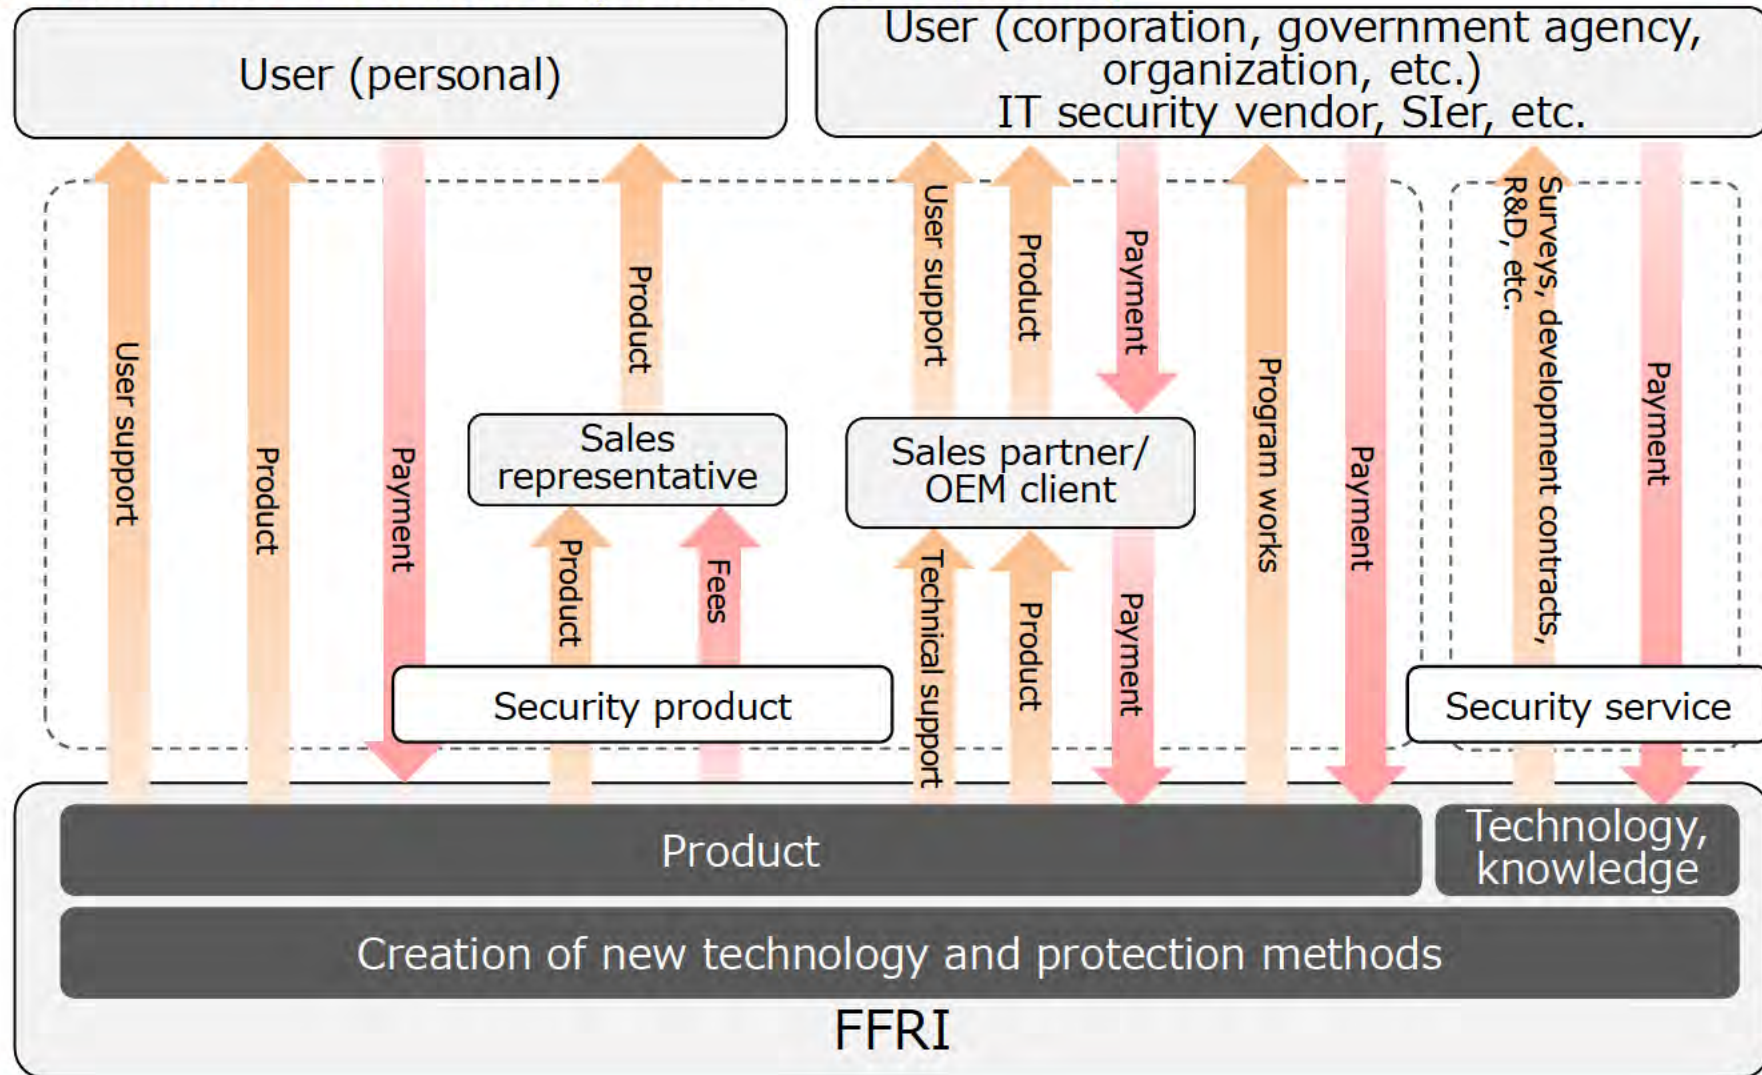 User (personal)
User (corporation, government agency,
organization, etc.)
IT security vendor, SIer, etc.
User support
Product
Payment
Product
Sales
representative
Product
Fees
User support
Product
Payment
Sales partner/
OEM client
Technical support
Product
Payment
Program works
Payment
Surveys, development contracts,
R&D, etc.
Payment
Security product
Security service
Product
Technology,
knowledge
Creation of new technology and protection methods
FFRI